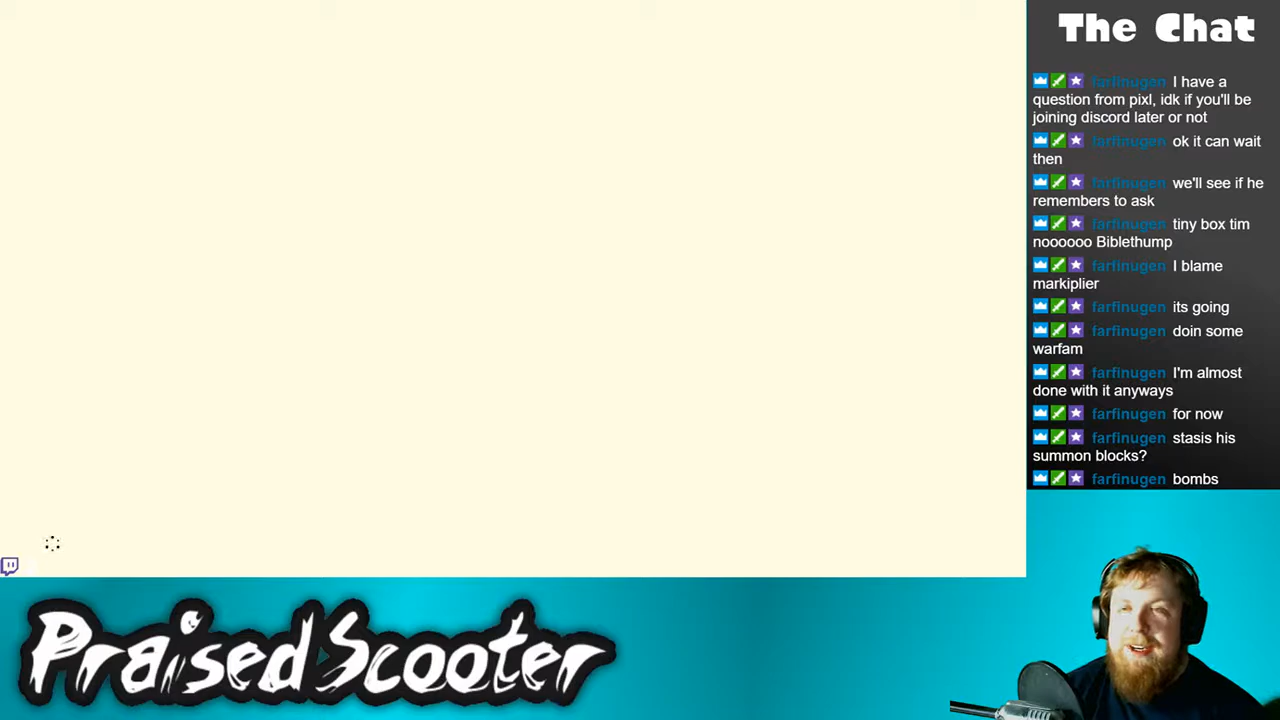 The Chat
farfinugen I have a
question from pixl, idk if you'll be
joining discord later or not
farfinugen ok it can wait
then
farfinugen we'll see if he
remembers to ask
farfinugen tiny box tim
noooooo Biblethump
farfinugen I blame
markiplier
farfinugen its going
farfinugen doin some
warfam
farfinugen I'm almost
done with it anyways
farfinugen for now
farfinugen stasis his
summon blocks?
farfinugen bombs
PraisedScooter